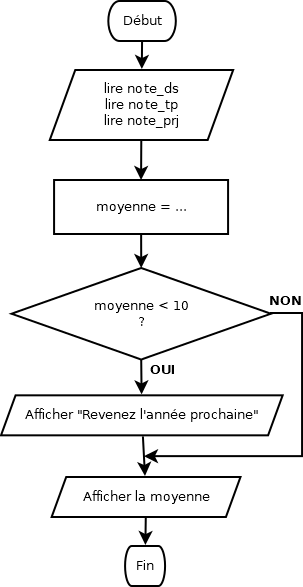 Début
lire note_ds
lire note_tp
lire note_prj
moyenne = ...
moyenne < 10
?
NON
OUI
Afficher "Revenez l'année prochaine"
Afficher la moyenne
Fin